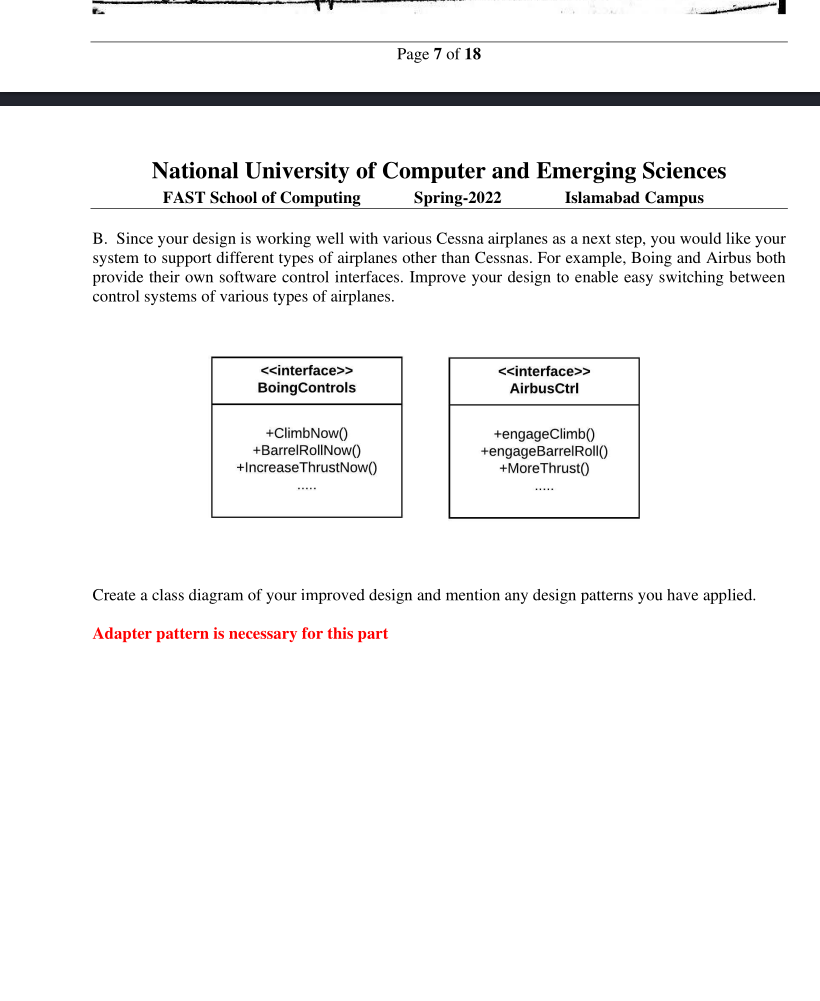 Page 7 of 18
National University of Computer and Emerging Sciences
FAST School of Computing Spring-2022 Islamabad Campus
B. Since your design is working well with various Cessna airplanes as a next step, you would like your
system to support different types of airplanes other than Cessnas. For example, Boing and Airbus both
provide their own software control interfaces. Improve your design to enable easy switching between
control systems of various types of airplanes.
<<interface>>
BoingControls
+ClimbNow()
+BarrelRollNow()
+IncreaseThrustNow()
.....
<<interface>>
AirbusCtrl
+engageClimb()
+engageBarrelRoll()
+MoreThrust()
.....
Create a class diagram of your improved design and mention any design patterns you have applied.
Adapter pattern is necessary for this part